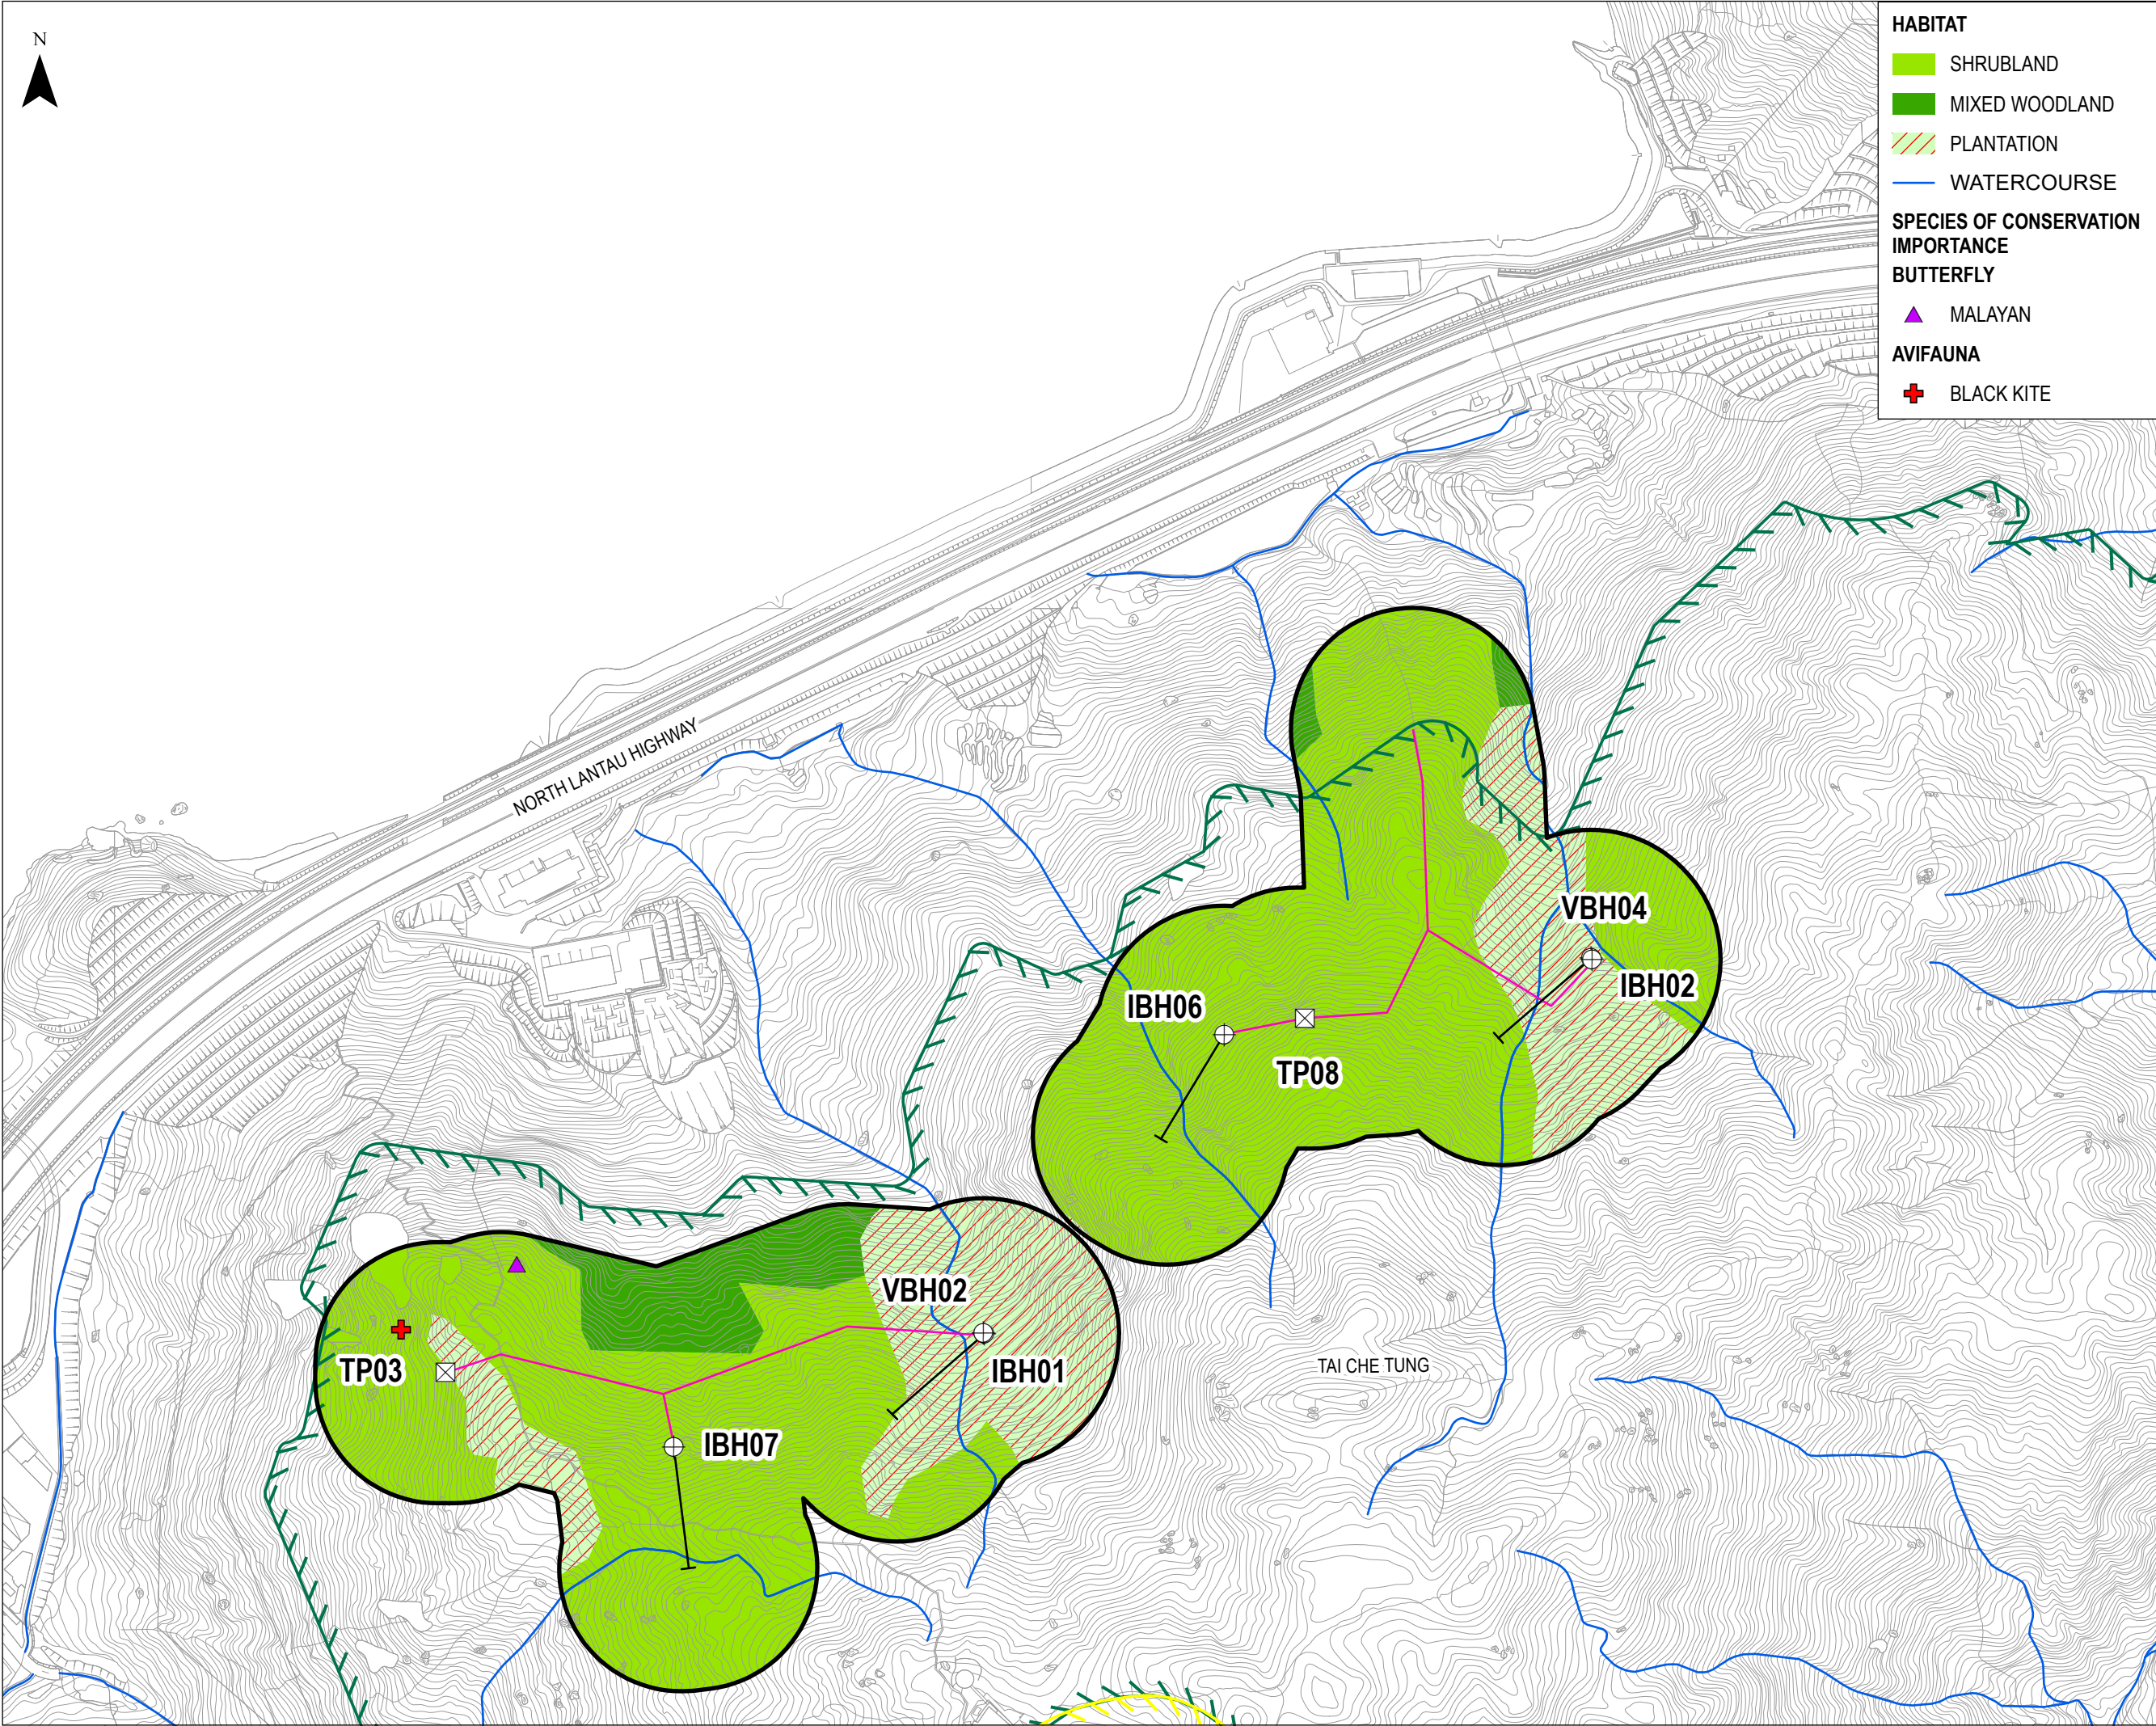 N
HABITAT
SHRUBLAND
MIXED WOODLAND
PLANTATION
WATERCOURSE
SPECIES OF CONSERVATION
IMPORTANCE
BUTTERFLY
MALAYAN
AVIFAUNA
BLACK KITE
NORTH LANTAU HIGHWAY
VBH04
IBH02
IBH06
TP08
VBH02
IBH01
TP03
IBH07
TAI CHE TUNG